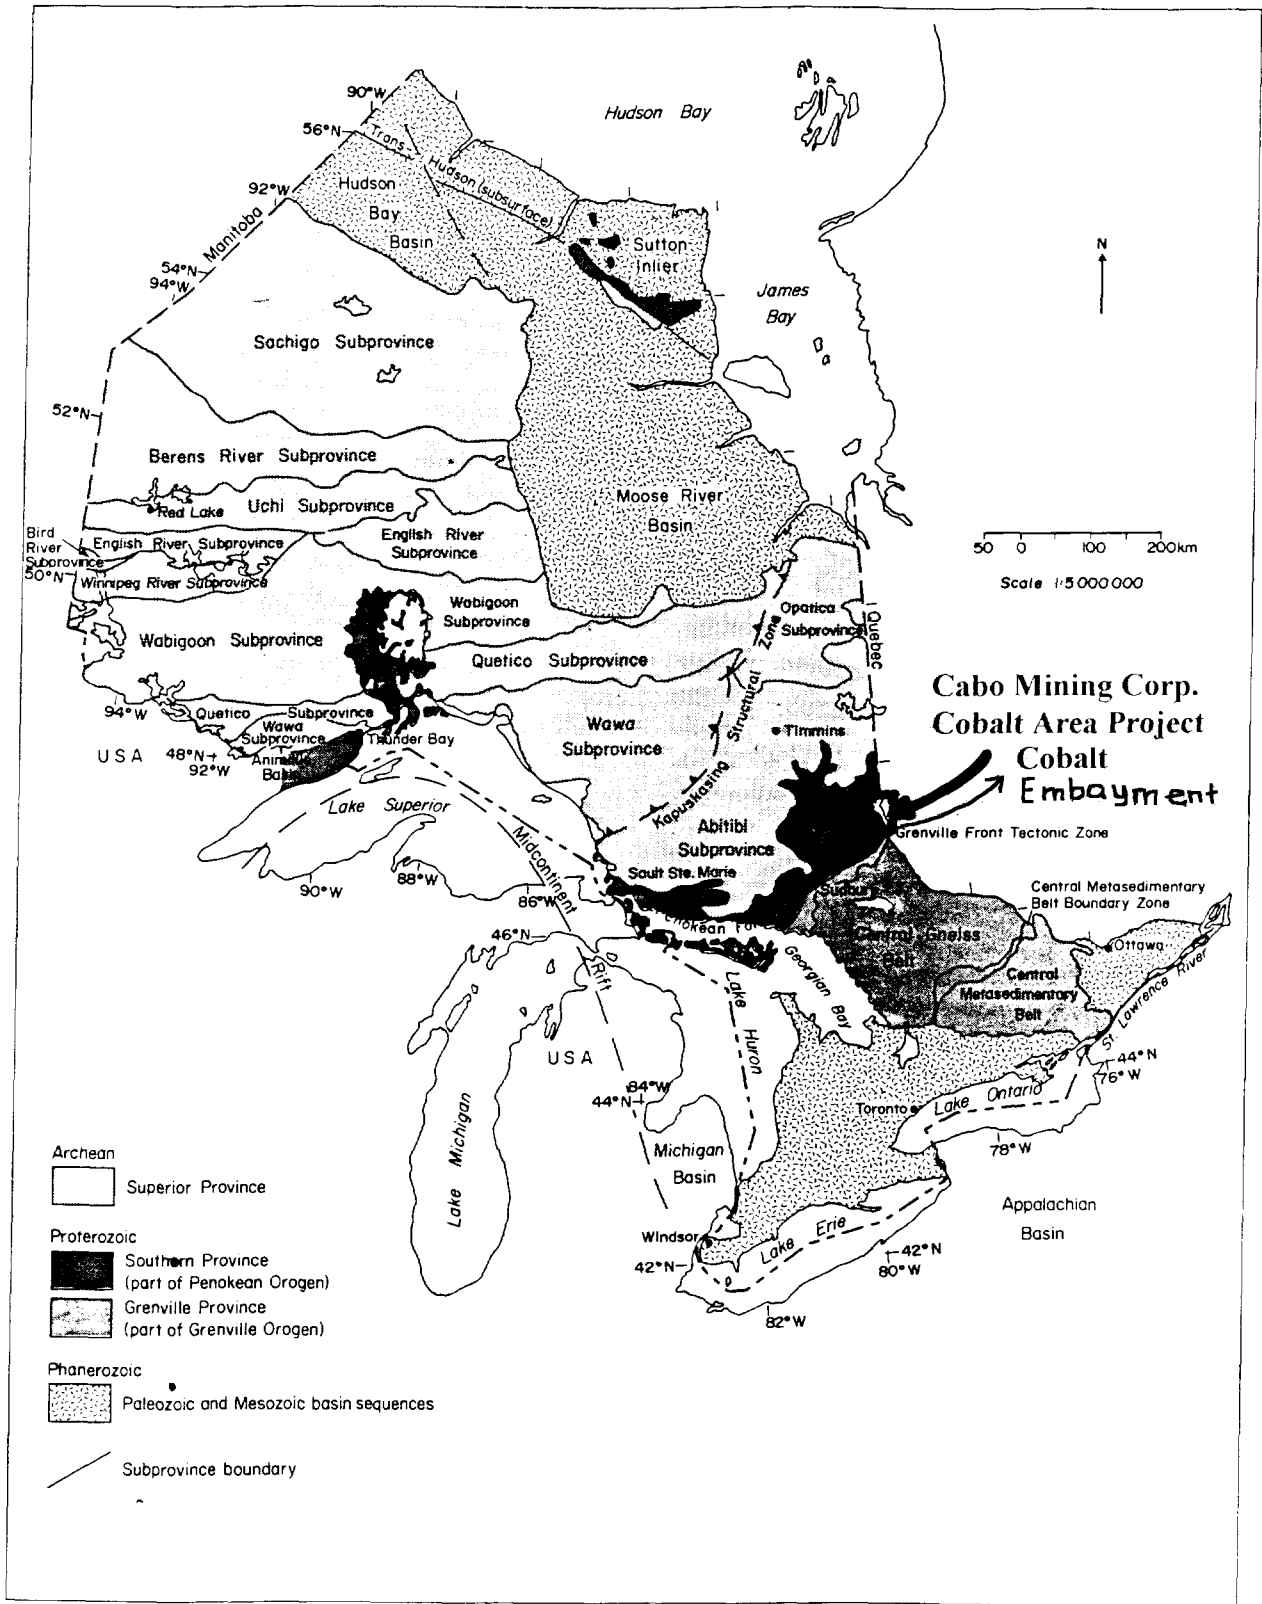 Hudson Bay
90°W
56°N
Trans-
Hudson (subsurface)
92°W
Hudson
Bay
Basin
Manitoba
Sutton
Inlier
N
54°N
94°W
James
Bay
Sachigo Subprovince
52°N
Berens River Subprovince
Uchi Subprovince
Red Lake
Moose River
Basin
Bird
River
Subprovince
English River Subprovince
English River
Subprovince
50°N
Winnipeg River Subprovince
50 0 100 200km
Scale 1:5 000 000
Wabigoon
Subprovince
Opatica
Subprovince
Wabigoon Subprovince
Quetico Subprovince
Quebec
Kapuskasing Structural Zone
Cabo Mining Corp.
Cobalt Area Project
Cobalt
Embayment
94°W
Quetico Subprovince
Wawa
Subprovince
Wawa
Subprovince
Timmins
USA
48°N
92°W
Thunder Bay
Lake Superior
Midcontinent
Rift
Abitibi
Subprovince
Grenville Front Tectonic Zone
90°W
88°W
86°W
Sault Ste. Marie
Sudbury
Central Metasedimentary
Belt Boundary Zone
46°N
Central Gneiss
Belt
Ottawa
Central
Metasedimentary
Belt
Georgian Bay
St. Lawrence River
Lake Huron
USA
84°W
44°N
44°N
76°W
Toronto
Lake Ontario
78°W
Lake Michigan
Michigan
Basin
Appalachian
Basin
Windsor
Lake Erie
42°N
42°N
80°W
82°W
Archean
Superior Province
Proterozoic
Southern Province
(part of Penokean Orogen)
Grenville Province
(part of Grenville Orogen)
Phanerozoic
Paleozoic and Mesozoic basin sequences
Subprovince boundary